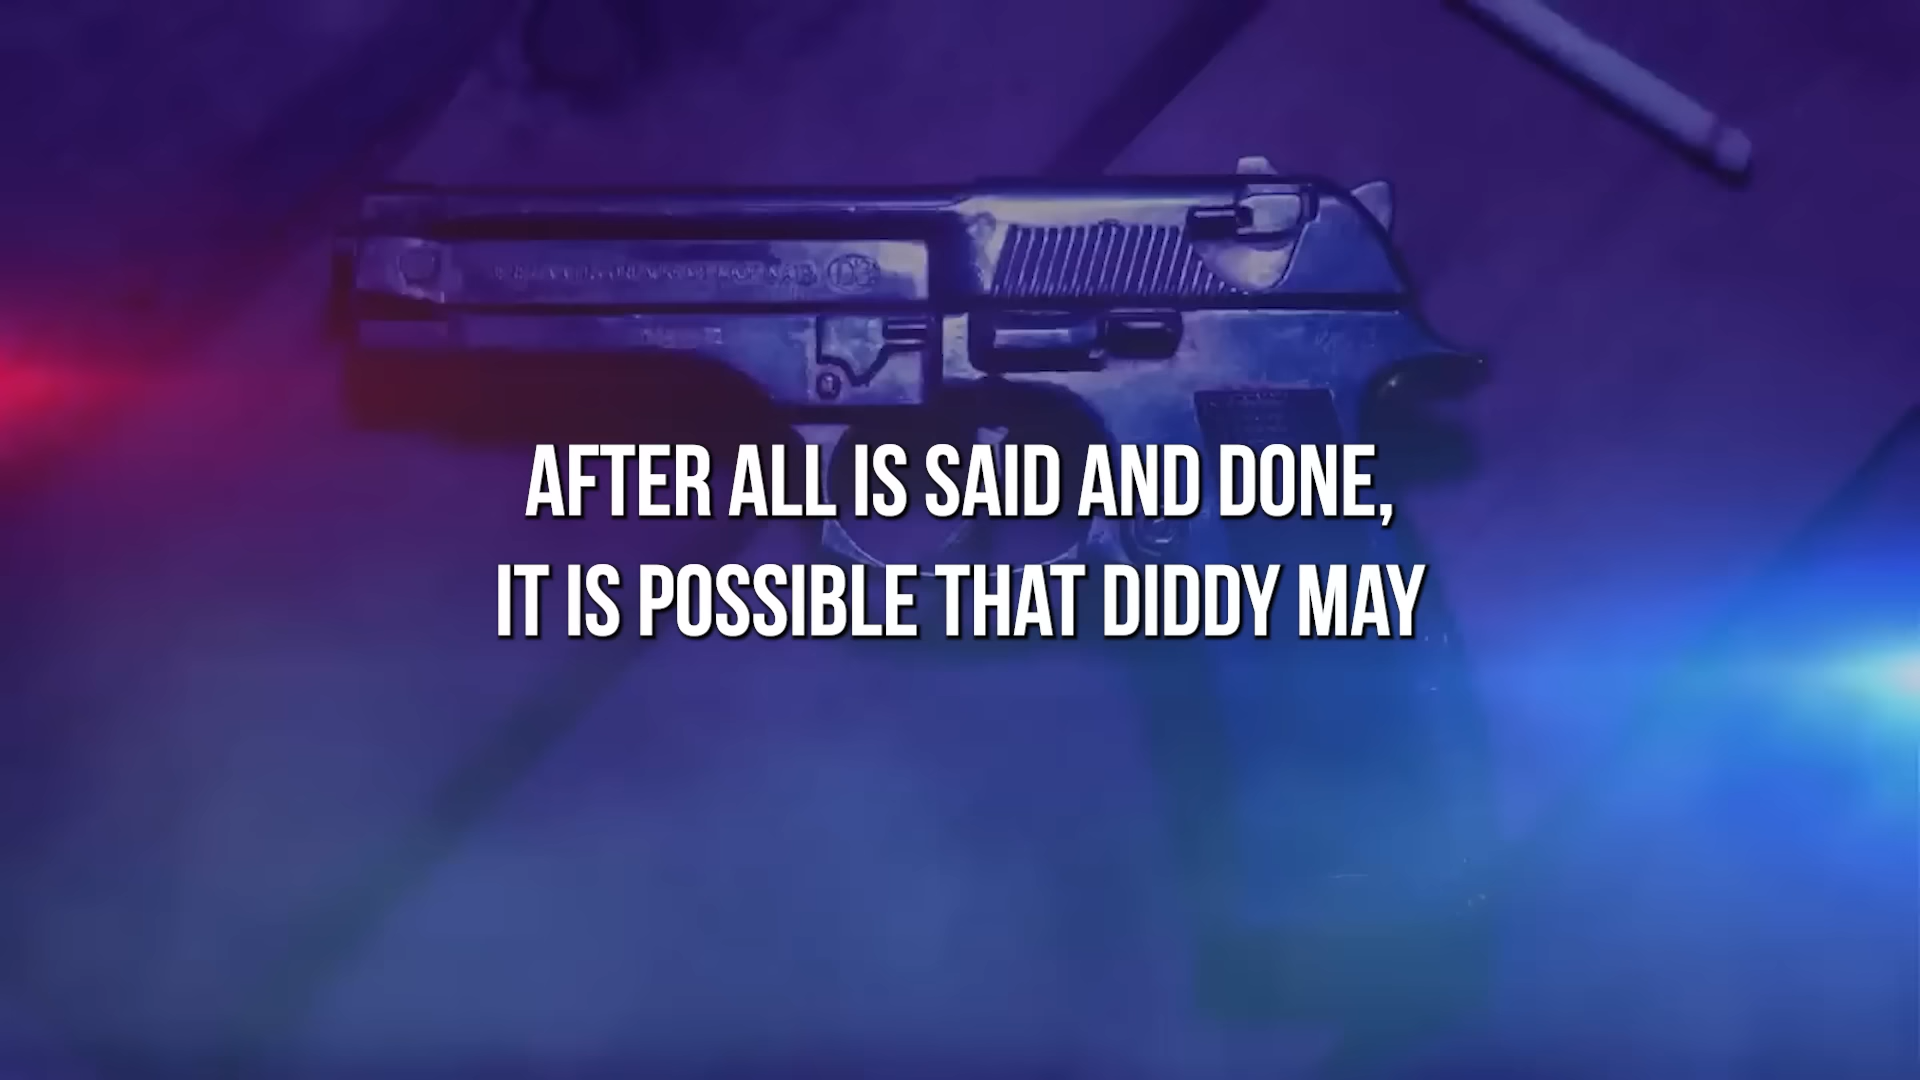 AFTER ALL IS SAID AND DONE,
IT IS POSSIBLE THAT DIDDY MAY